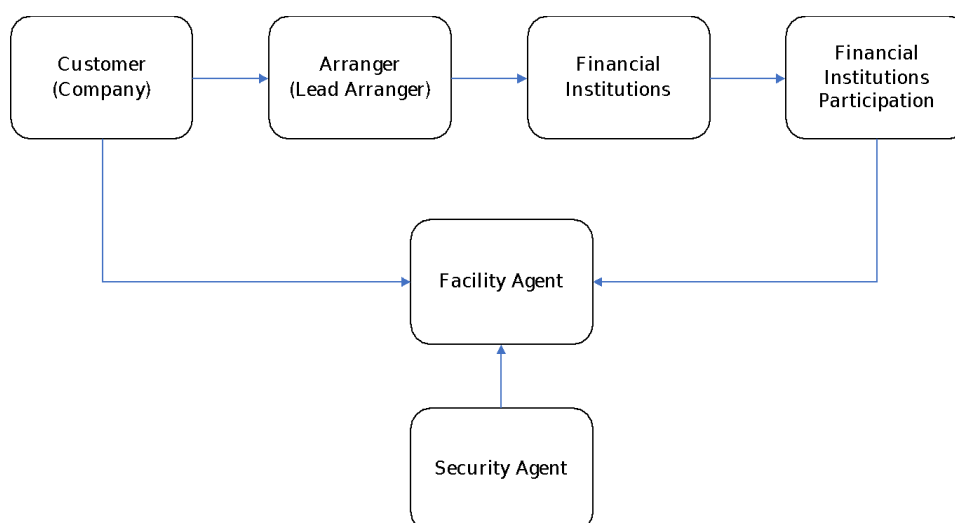 Customer
(Company)
Arranger
(Lead Arranger)
Financial
Institutions
Financial
Institutions
Participation
Facility Agent
Security Agent